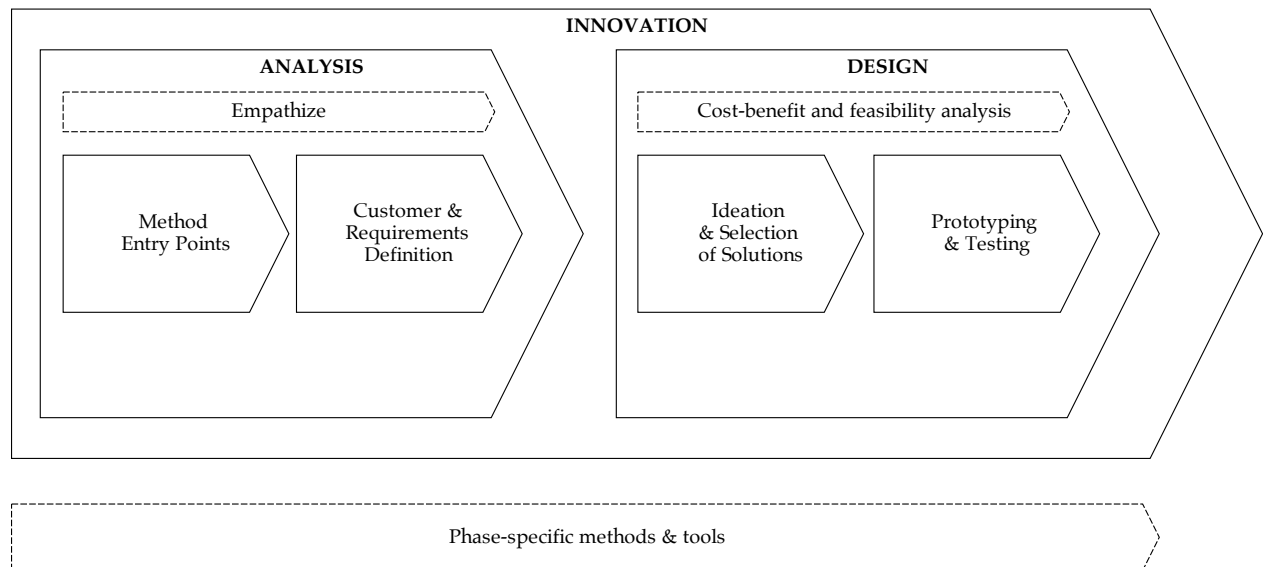 INNOVATION
ANALYSIS
Empathize
Method
Entry Points
Customer &
Requirements
Definition
DESIGN
Cost-benefit and feasibility analysis
Ideation
& Selection
of Solutions
Prototyping
& Testing
Phase-specific methods & tools